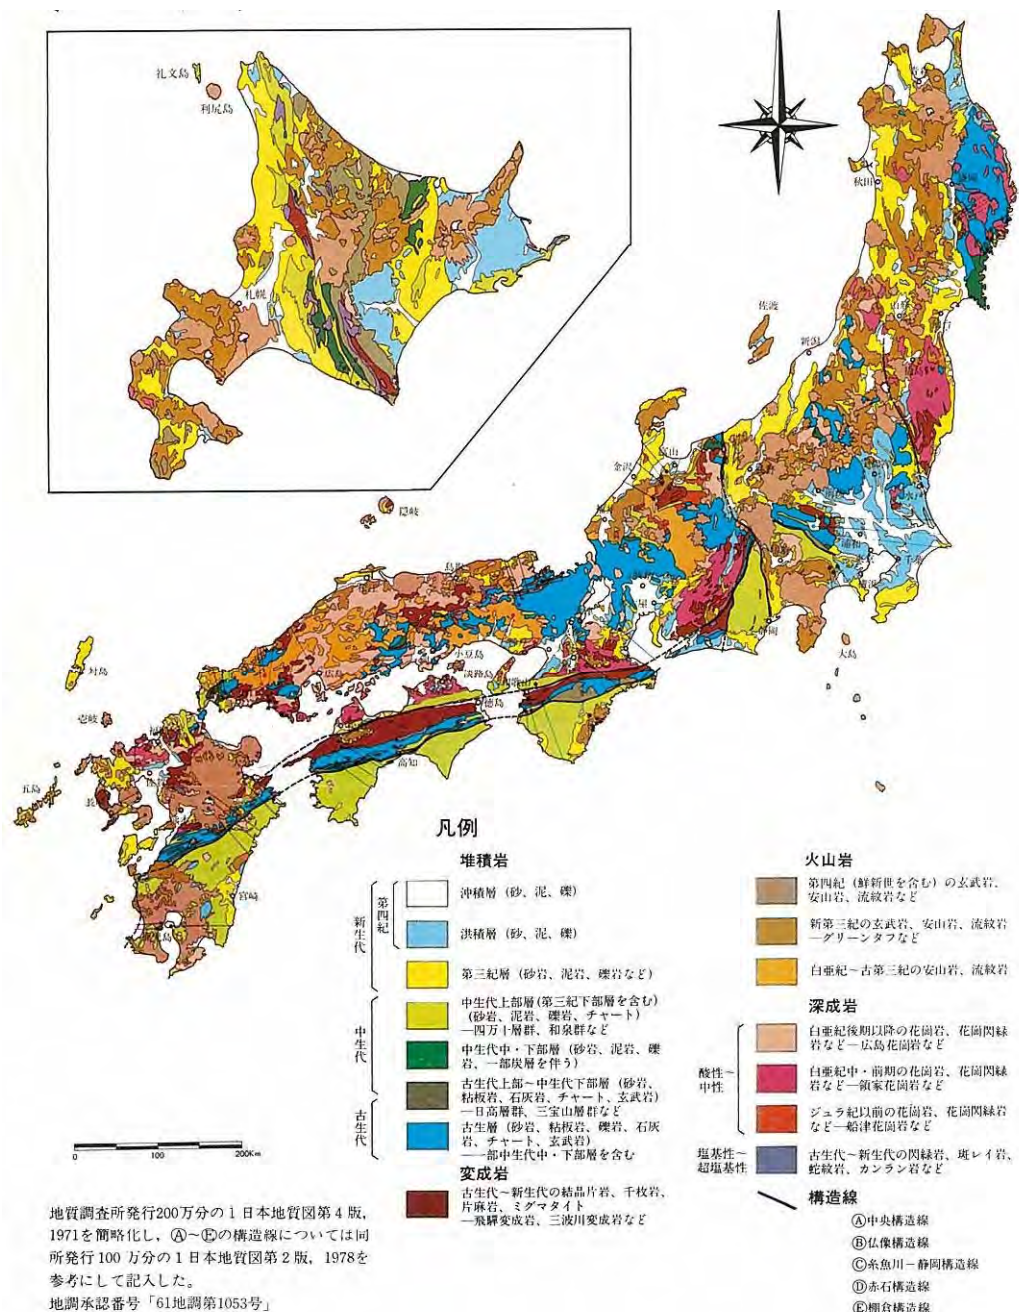 礼文島
利尻島
札幌
秋田
佐渡
新潟
金沢
富山
隠岐
対島
壱岐
五島
小豆島
淡路島
徳島
高知
広島
宮崎
大島
水戸
凡例
堆積岩
新生代
第四紀
沖積層(砂、泥、礫)
洪積層(砂、泥、礫)
第三紀層(砂岩、泥岩、礫岩など)
中生代
中生代上部層(第三紀下部層を含む)
(砂岩、泥岩、礫岩、チャート)
―四万十層群、和泉群など
中生代中・下部層(砂岩、泥岩、礫
岩、一部炭層を伴う)
古生代上部~中生代下部層(砂岩、
粘板岩、石灰岩、チャート、玄武岩)
―日高層群、三宝山層群など
古生代
古生層(砂岩、粘板岩、礫岩、石灰
岩、チャート、玄武岩)
―一部中生代中・下部層を含む
変成岩
古生代~新生代の結晶片岩、千枚岩、
片麻岩、ミグマタイト
―飛騨変成岩、三波川変成岩など
火山岩
第四紀(鮮新世を含む)の玄武岩、
安山岩、流紋岩など
新第三紀の玄武岩、安山岩、流紋岩
―グリーンタフなど
白亜紀~古第三紀の安山岩、流紋岩
深成岩
酸性~
中性
白亜紀後期以降の花崗岩、花崗閃緑
岩など―広島花崗岩など
白亜紀中・前期の花崗岩、花崗閃緑
岩など―領家花崗岩など
ジュラ紀以前の花崗岩、花崗閃緑岩
など―船津花崗岩など
塩基性~
超塩基性
古生代~新生代の閃緑岩、斑レイ岩、
蛇紋岩、カンラン岩など
構造線
Ⓐ中央構造線
Ⓑ仏像構造線
Ⓒ糸魚川－静岡構造線
Ⓓ赤石構造線
Ⓔ棚倉構造線
0 100 200Km
地質調査所発行200万分の1日本地質図第4版,
1971を簡略化し,Ⓐ~Ⓔの構造線については同
所発行100万分の1日本地質図第2版,1978を
参考にして記入した。
地調承認番号「61地調第1053号」